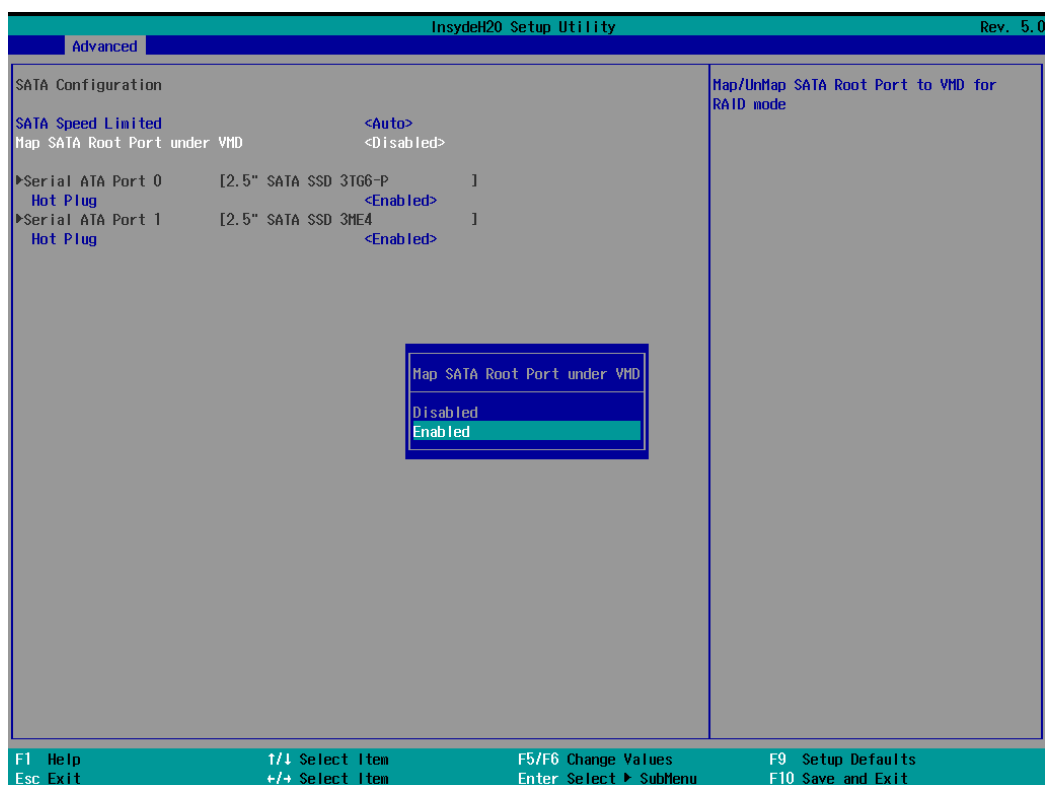 InsydeH20 Setup Utility Rev. 5.0
Advanced
SATA Configuration
SATA Speed Limited <Auto>
Map SATA Root Port under VMD <Disabled>
▶Serial ATA Port 0 [2.5" SATA SSD 3TG6-P ]
Hot Plug <Enabled>
▶Serial ATA Port 1 [2.5" SATA SSD 3ME4 ]
Hot Plug <Enabled>
Map/UnMap SATA Root Port to VMD for
RAID mode
Map SATA Root Port under VMD
Disabled
Enabled
F1 Help ↑/↓ Select Item F5/F6 Change Values F9 Setup Defaults
Esc Exit ←/→ Select Item Enter Select ▶ SubMenu F10 Save and Exit